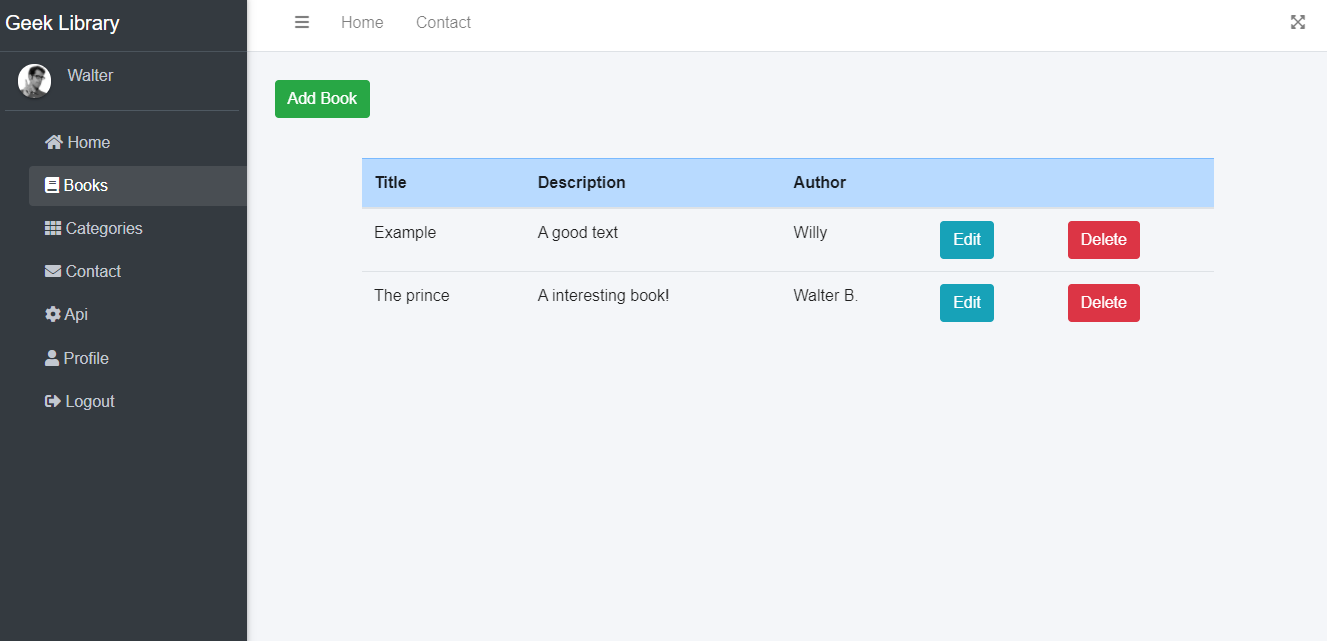 Geek Library
Home Contact
Walter
Home
Books
Categories
Contact
Api
Profile
Logout
Add Book
Title Description Author
Example A good text Willy Edit Delete
The prince A interesting book! Walter B. Edit Delete